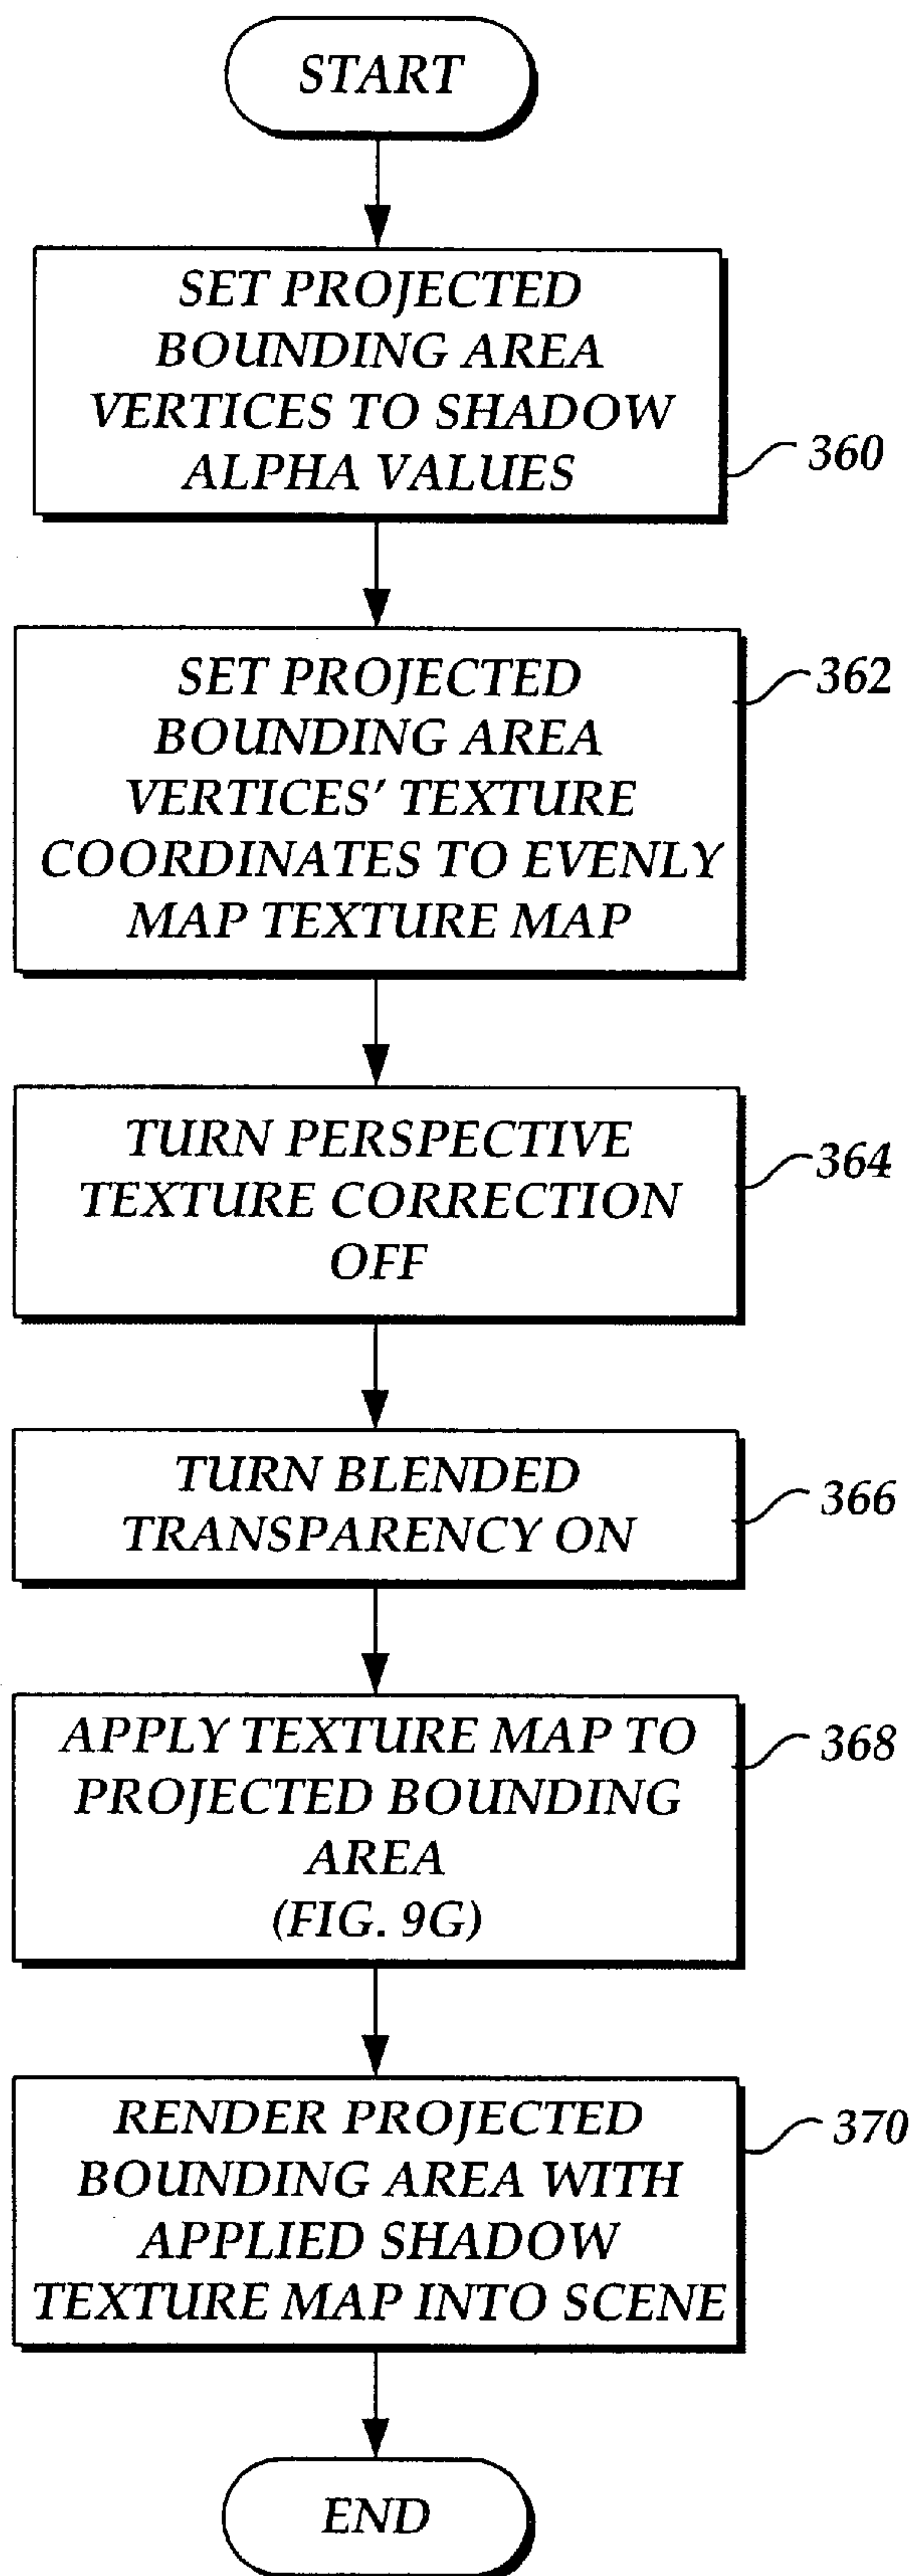 START
SET PROJECTED
BOUNDING AREA
VERTICES TO SHADOW
ALPHA VALUES
360
SET PROJECTED
BOUNDING AREA
VERTICES' TEXTURE
COORDINATES TO EVENLY
MAP TEXTURE MAP
362
TURN PERSPECTIVE
TEXTURE CORRECTION
OFF
364
TURN BLENDED
TRANSPARENCY ON
366
APPLY TEXTURE MAP TO
PROJECTED BOUNDING
AREA
(FIG. 9G)
368
RENDER PROJECTED
BOUNDING AREA WITH
APPLIED SHADOW
TEXTURE MAP INTO SCENE
370
END